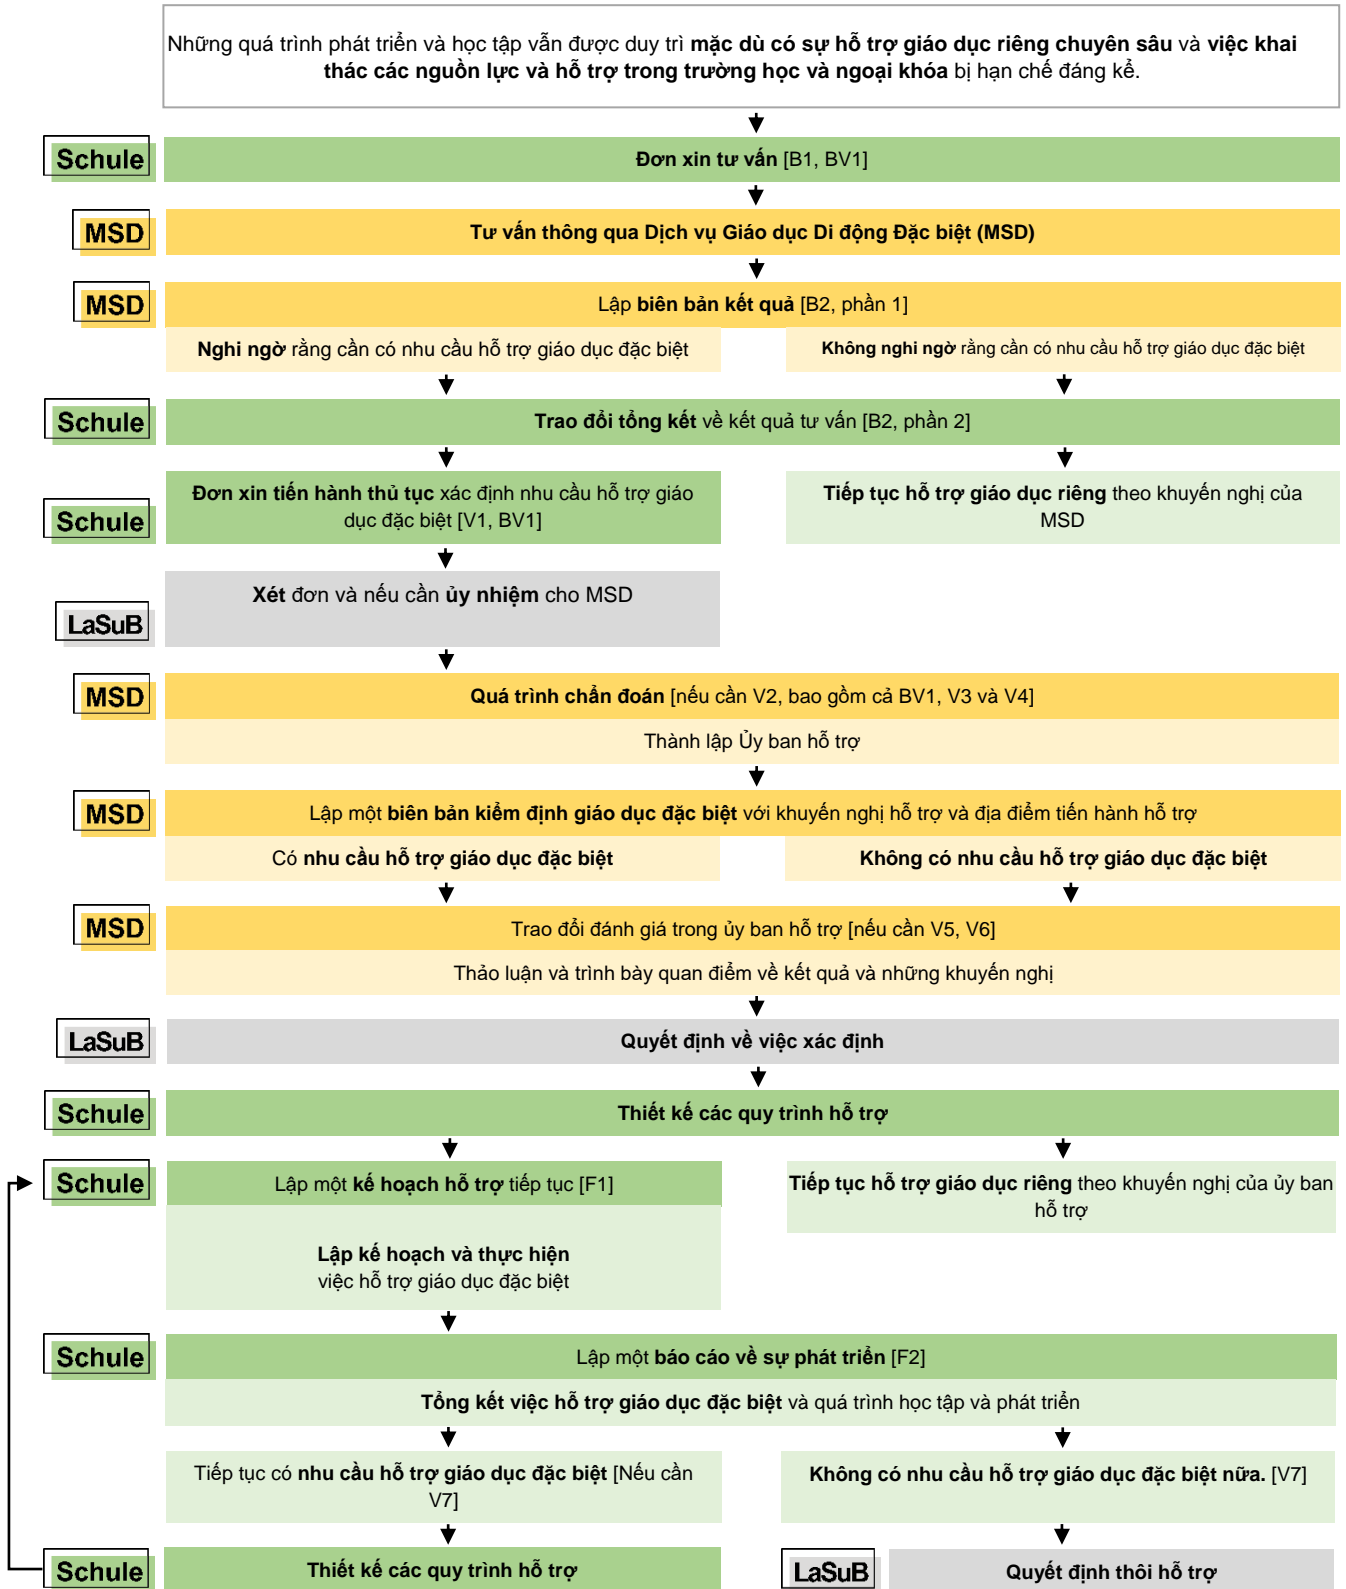 Những quá trình phát triển và học tập vẫn được duy trì mặc dù có sự hỗ trợ giáo dục riêng chuyên sâu và việc khai
thác các nguồn lực và hỗ trợ trong trường học và ngoại khóa bị hạn chế đáng kể.
Schule
Đơn xin tư vấn [B1, BV1]
MSD
Tư vấn thông qua Dịch vụ Giáo dục Di động Đặc biệt (MSD)
MSD
Lập biên bản kết quả [B2, phần 1]
Nghi ngờ rằng cần có nhu cầu hỗ trợ giáo dục đặc biệt
Không nghi ngờ rằng cần có nhu cầu hỗ trợ giáo dục đặc biệt
Schule
Trao đổi tổng kết về kết quả tư vấn [B2, phần 2]
Schule
Đơn xin tiến hành thủ tục xác định nhu cầu hỗ trợ giáo
dục đặc biệt [V1, BV1]
Tiếp tục hỗ trợ giáo dục riêng theo khuyến nghị của
MSD
LaSuB
Xét đơn và nếu cần ủy nhiệm cho MSD
MSD
Quá trình chẩn đoán [nếu cần V2, bao gồm cả BV1, V3 và V4]
Thành lập Ủy ban hỗ trợ
MSD
Lập một biên bản kiểm định giáo dục đặc biệt với khuyến nghị hỗ trợ và địa điểm tiến hành hỗ trợ
Có nhu cầu hỗ trợ giáo dục đặc biệt
Không có nhu cầu hỗ trợ giáo dục đặc biệt
MSD
Trao đổi đánh giá trong ủy ban hỗ trợ [nếu cần V5, V6]
Thảo luận và trình bày quan điểm về kết quả và những khuyến nghị
LaSuB
Quyết định về việc xác định
Schule
Thiết kế các quy trình hỗ trợ
Schule
Lập một kế hoạch hỗ trợ tiếp tục [F1]
Tiếp tục hỗ trợ giáo dục riêng theo khuyến nghị của ủy ban
hỗ trợ
Lập kế hoạch và thực hiện
việc hỗ trợ giáo dục đặc biệt
Schule
Lập một báo cáo về sự phát triển [F2]
Tổng kết việc hỗ trợ giáo dục đặc biệt và quá trình học tập và phát triển
Tiếp tục có nhu cầu hỗ trợ giáo dục đặc biệt [Nếu cần
V7]
Không có nhu cầu hỗ trợ giáo dục đặc biệt nữa. [V7]
Schule
Thiết kế các quy trình hỗ trợ
LaSuB
Quyết định thôi hỗ trợ